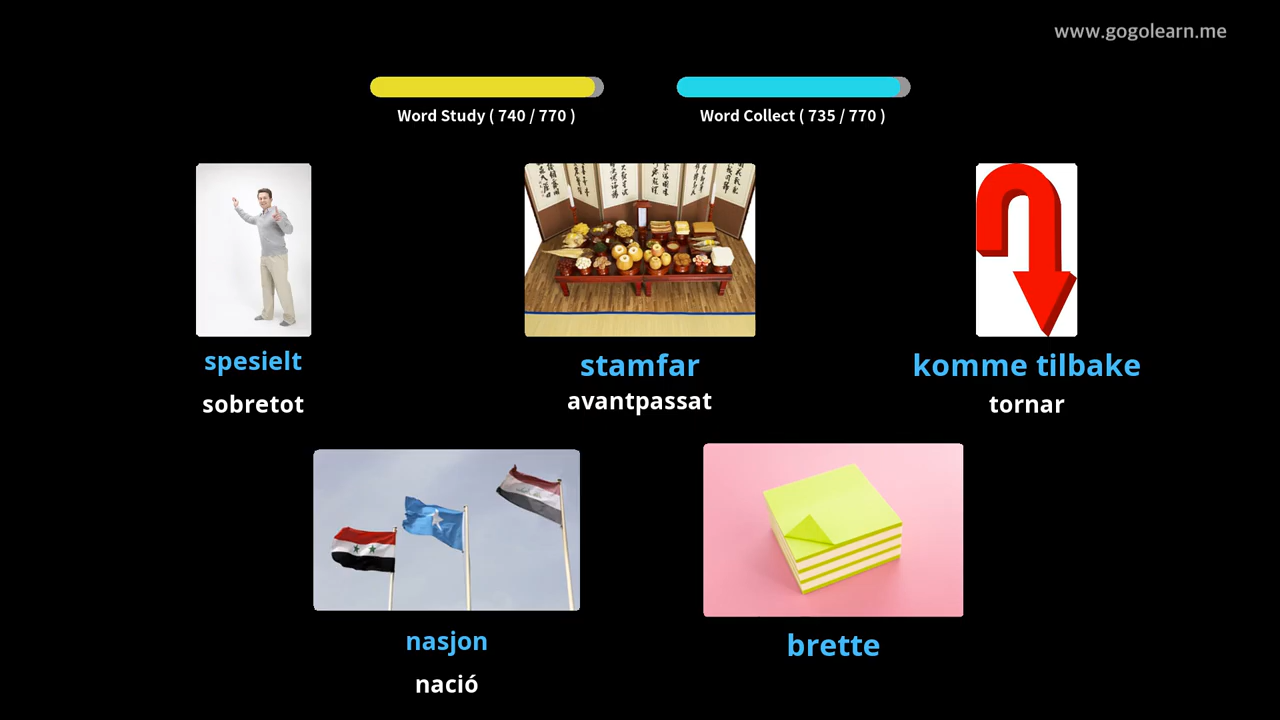 www.gogolearn.me
Word Study ( 740 / 770 )
Word Collect ( 735 / 770 )
spesielt
sobretot
stamfar
avantpassat
komme tilbake
tornar
nasjon
nació
brette